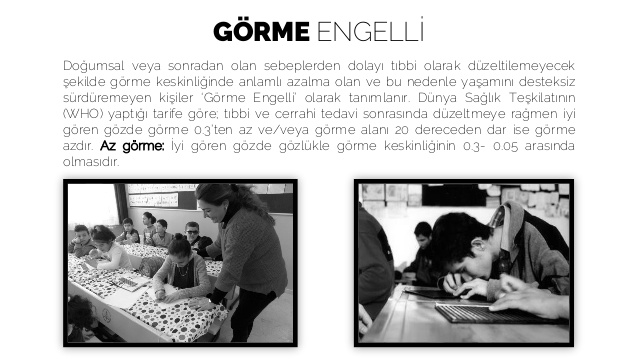 GÖRME ENGELLİ
Doğumsal veya sonradan olan sebeplerden dolayı tıbbi olarak düzeltilemeyecek
şekilde görme keskinliğinde anlamlı azalma olan ve bu nedenle yaşamını desteksiz
sürdüremeyen kişiler ‘Görme Engelli’ olarak tanımlanır. Dünya Sağlık Teşkilatının
(WHO) yaptığı tarife göre; tıbbi ve cerrahi tedavi sonrasında düzeltmeye rağmen iyi
gören gözde görme 0.3’ten az ve/veya görme alanı 20 dereceden dar ise görme
azdır. Az görme: İyi gören gözde gözlükle görme keskinliğinin 0.3- 0.05 arasında
olmasıdır.